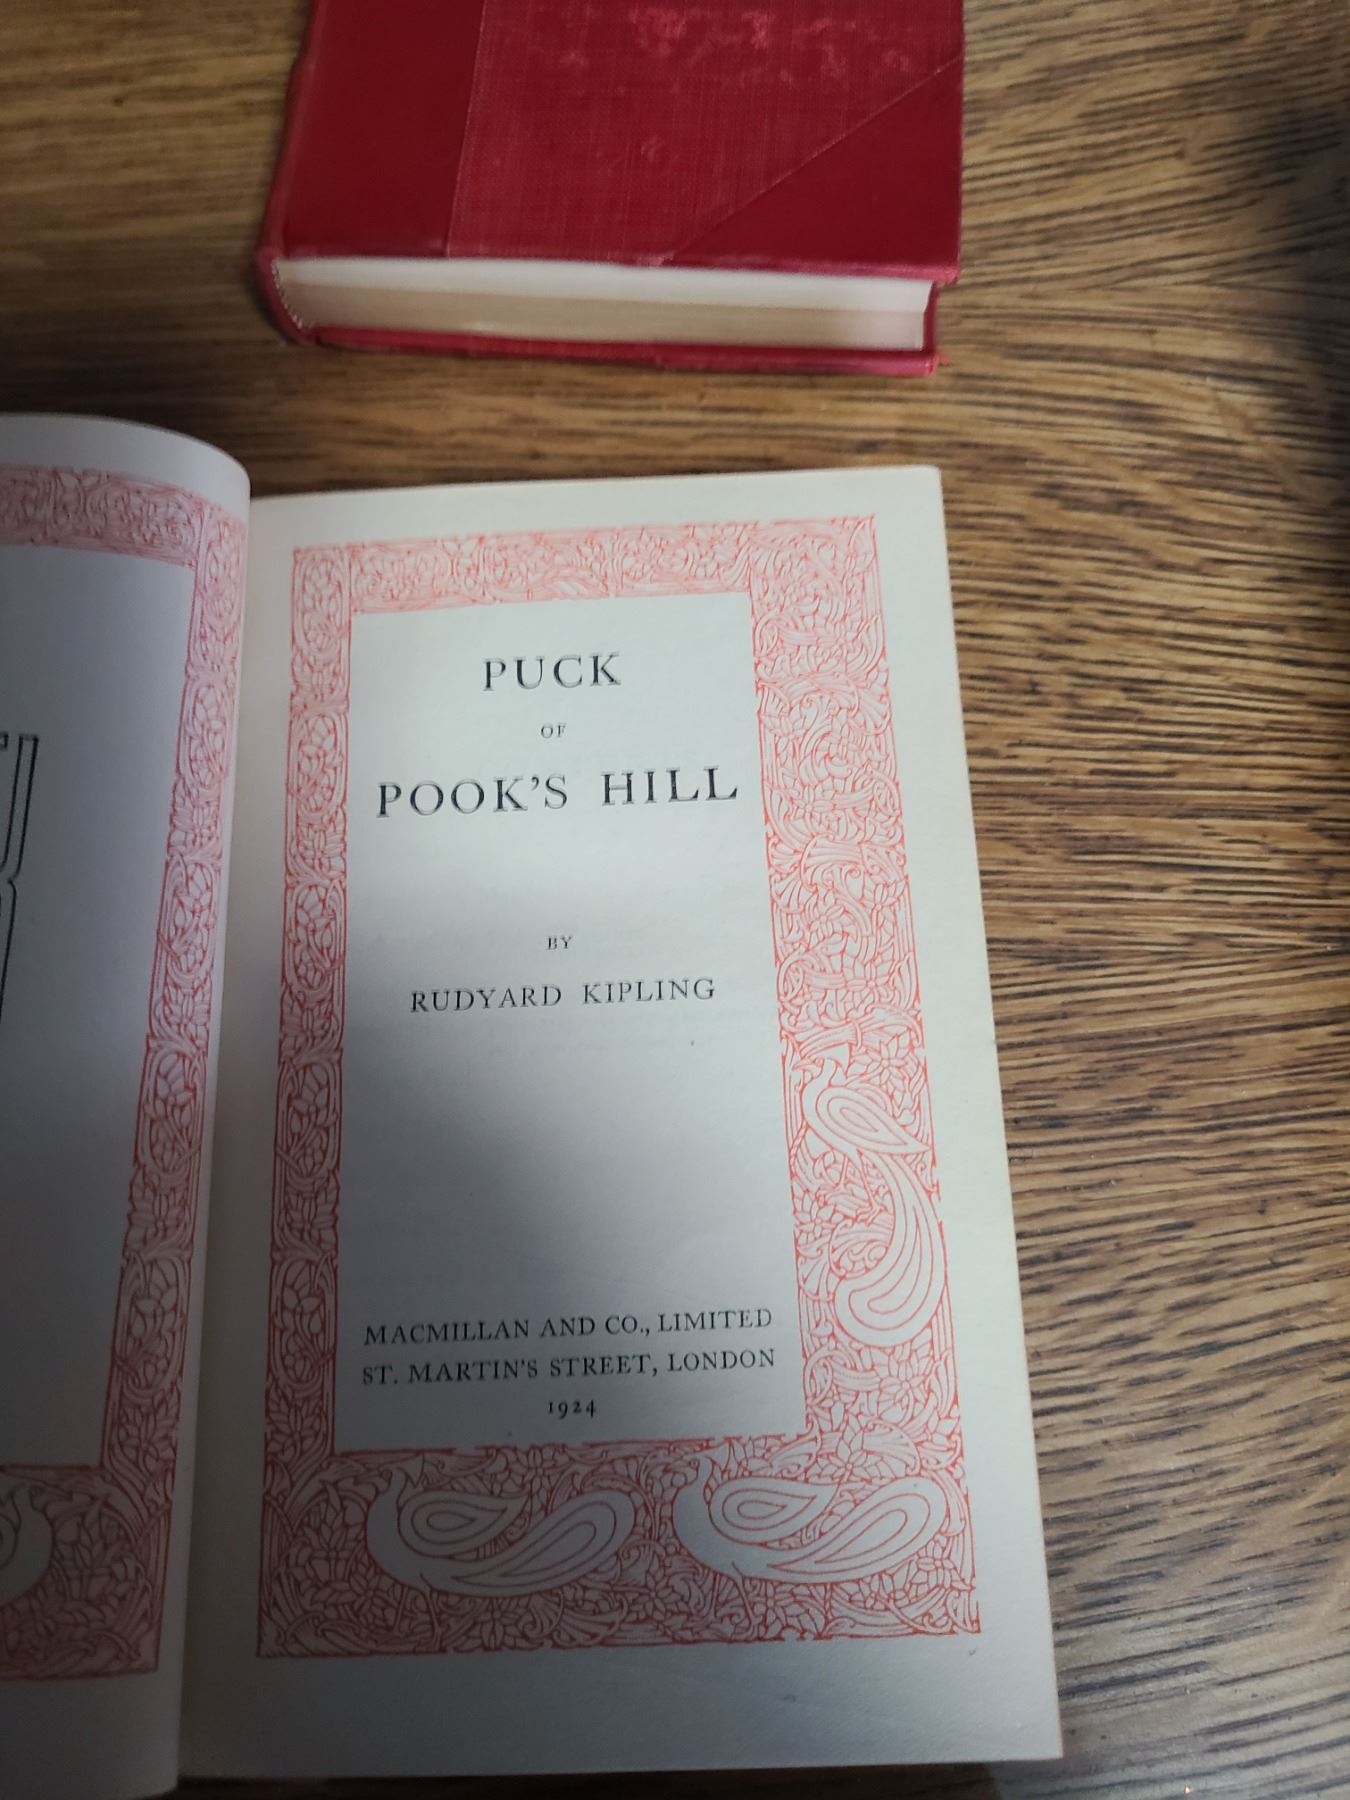 PUCK
OF
POOK'S HILL
BY
RUDYARD KIPLING
MACMILLAN AND CO., LIMITED
ST. MARTIN'S STREET, LONDON
1924